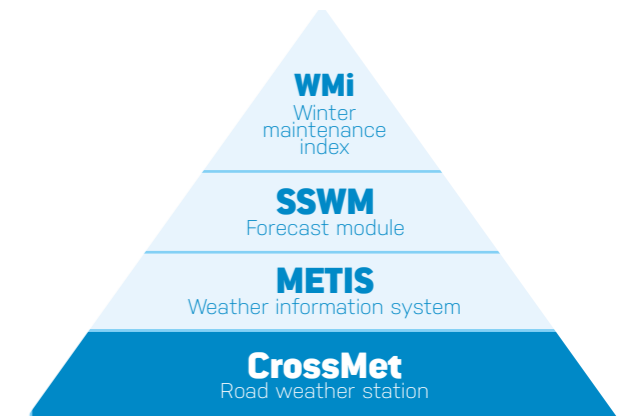 WMi
Winter
maintenance
index
SSWM
Forecast module
METIS
Weather information system
CrossMet
Road weather station